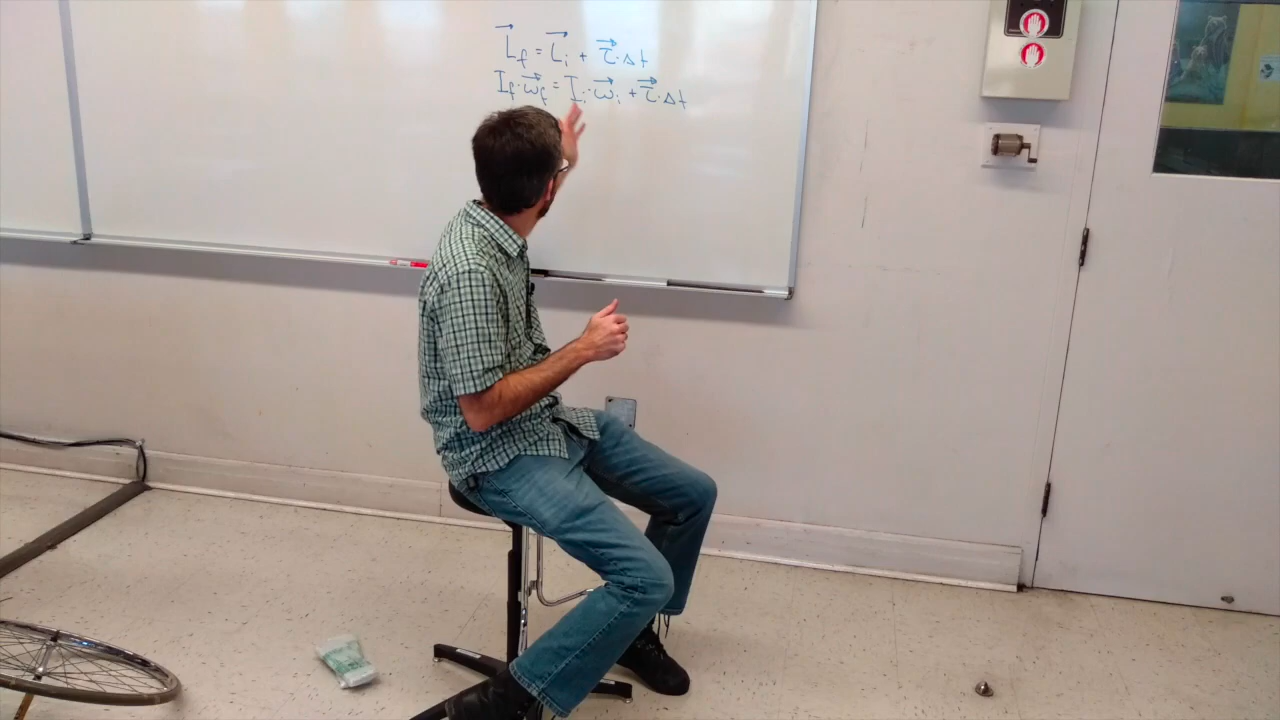 L⃗f = L⃗i + τ⃗·Δt
If·ω⃗f = Ii·ω⃗i + τ⃗·Δt